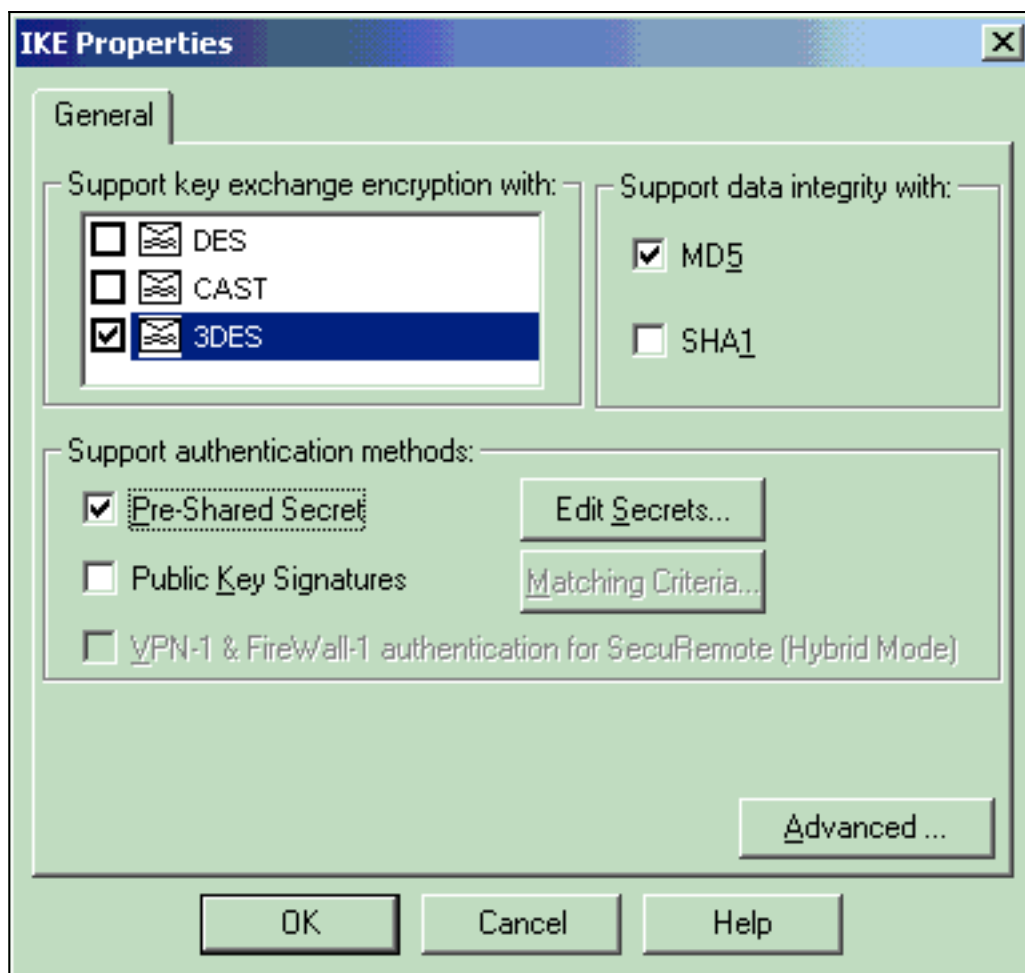 IKE Properties
General
Support key exchange encryption with:
DES
CAST
3DES
Support data integrity with:
MD5
SHA1
Support authentication methods:
Pre-Shared Secret
Edit Secrets...
Public Key Signatures
Matching Criteria...
VPN-1 & FireWall-1 authentication for SecuRemote (Hybrid Mode)
Advanced ...
OK
Cancel
Help